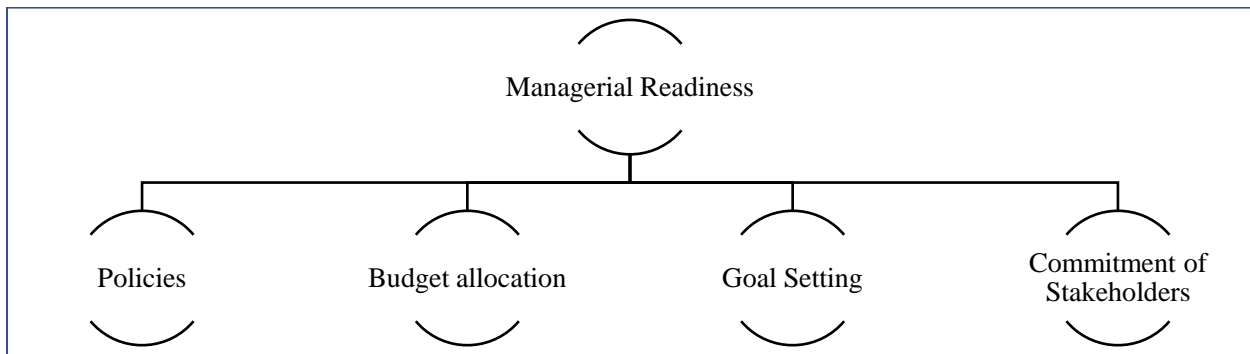 Managerial Readiness
Policies
Budget allocation
Goal Setting
Commitment of
Stakeholders